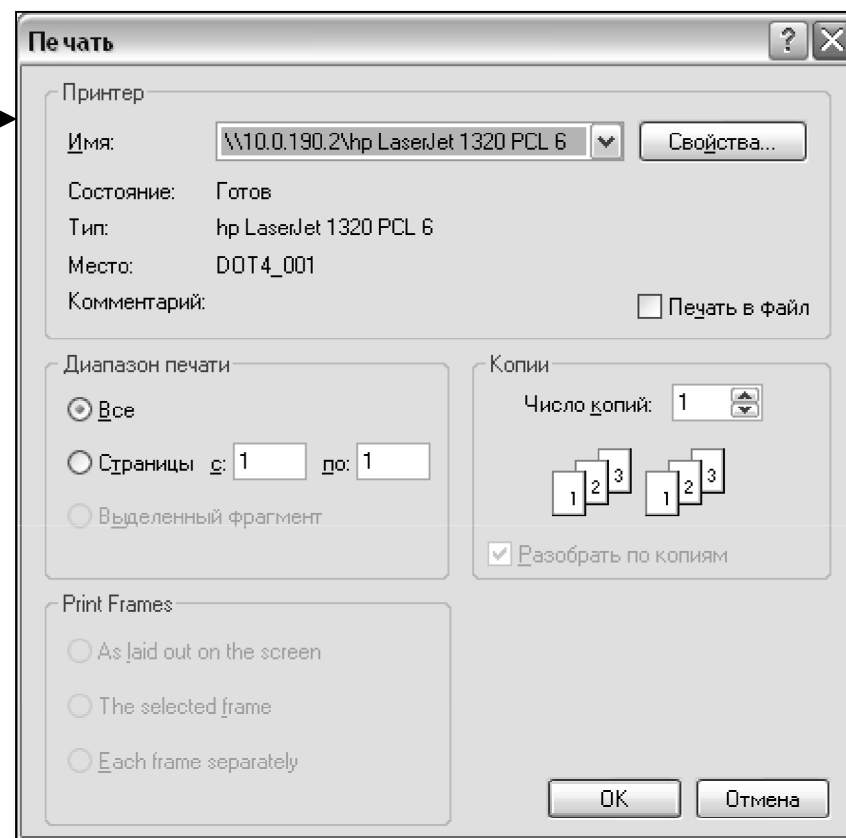 Печать
Принтер
Имя: \\10.0.190.2\hp LaserJet 1320 PCL 6 Свойства...
Состояние: Готов
Тип: hp LaserJet 1320 PCL 6
Место: DOT4_001
Комментарий: Печать в файл
Диапазон печати
Все
Страницы с: 1 по: 1
Выделенный фрагмент
Копии
Число копий: 1
1 2 3 1 2 3
Разобрать по копиям
Print Frames
As laid out on the screen
The selected frame
Each frame separately
OK Отмена